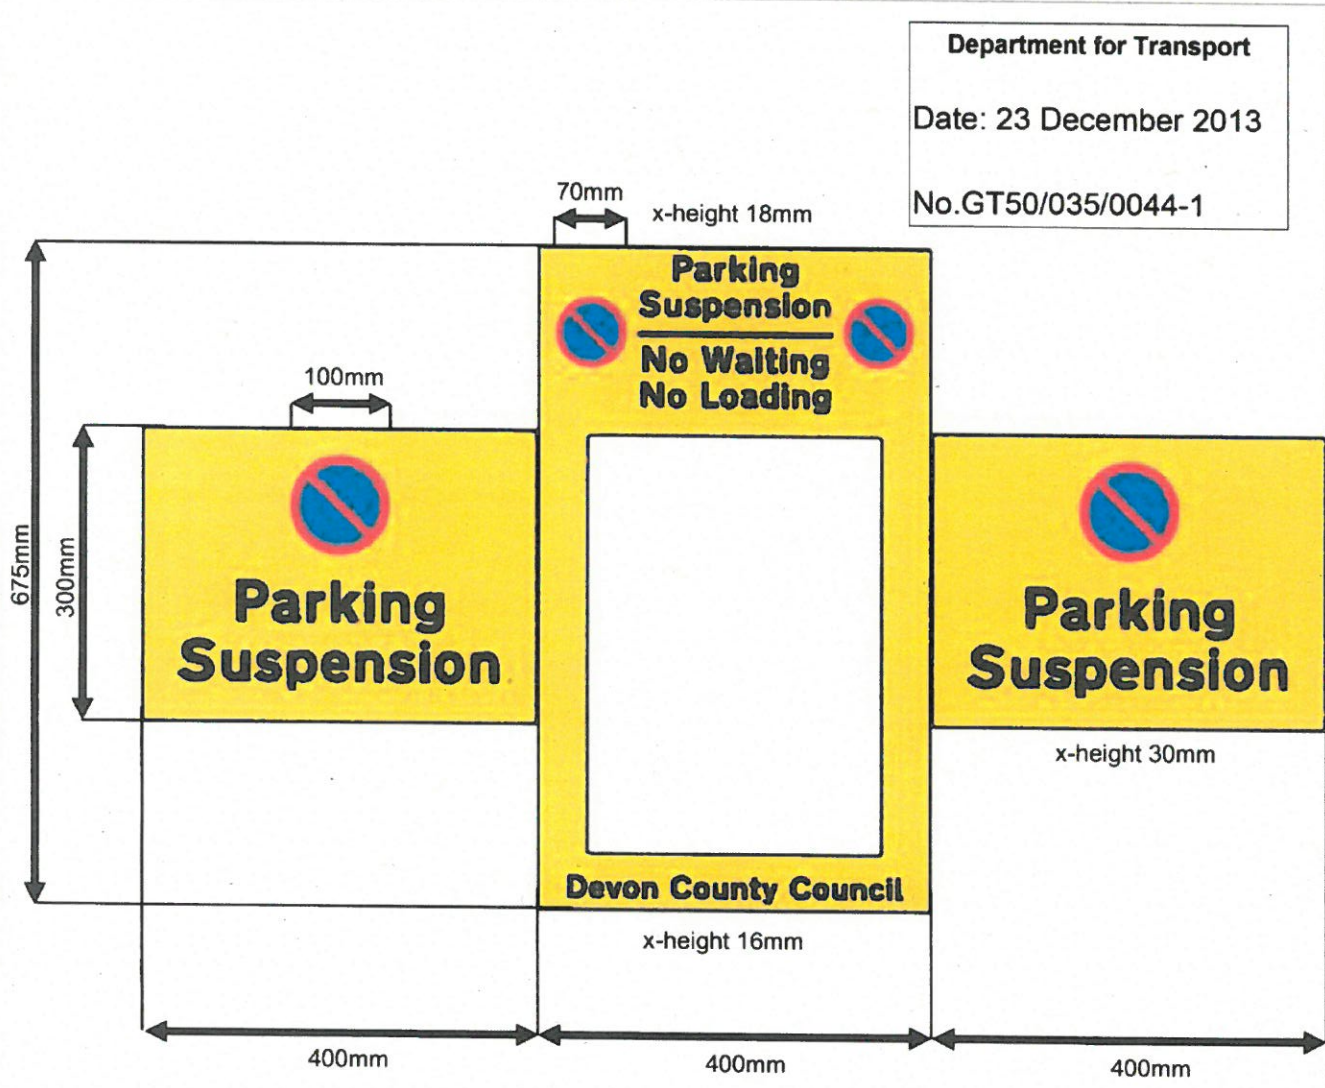 Department for Transport
Date: 23 December 2013
No.GT50/035/0044-1
70mm
x-height 18mm
Parking
Suspension
No Waiting
No Loading
100mm
675mm
300mm
Parking
Suspension
Parking
Suspension
x-height 30mm
Devon County Council
x-height 16mm
400mm
400mm
400mm